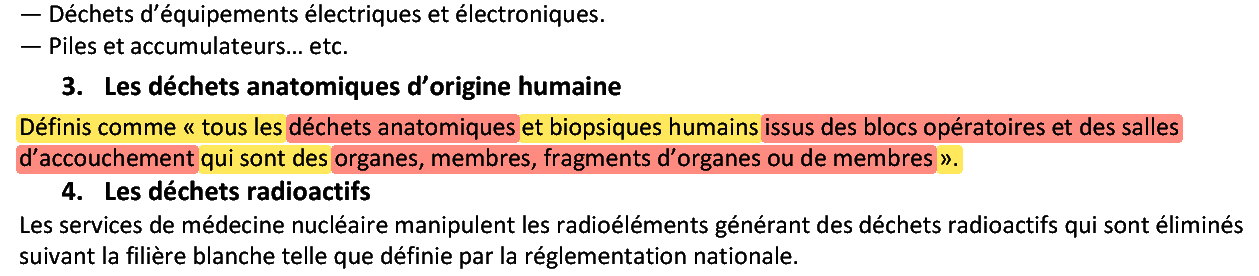 — Déchets d’équipements électriques et électroniques.
— Piles et accumulateurs… etc.
3. Les déchets anatomiques d’origine humaine
Définis comme « tous les déchets anatomiques et biopsiques humains issus des blocs opératoires et des salles
d’accouchement qui sont des organes, membres, fragments d’organes ou de membres ».
4. Les déchets radioactifs
Les services de médecine nucléaire manipulent les radioéléments générant des déchets radioactifs qui sont éliminés
suivant la filière blanche telle que définie par la réglementation nationale.